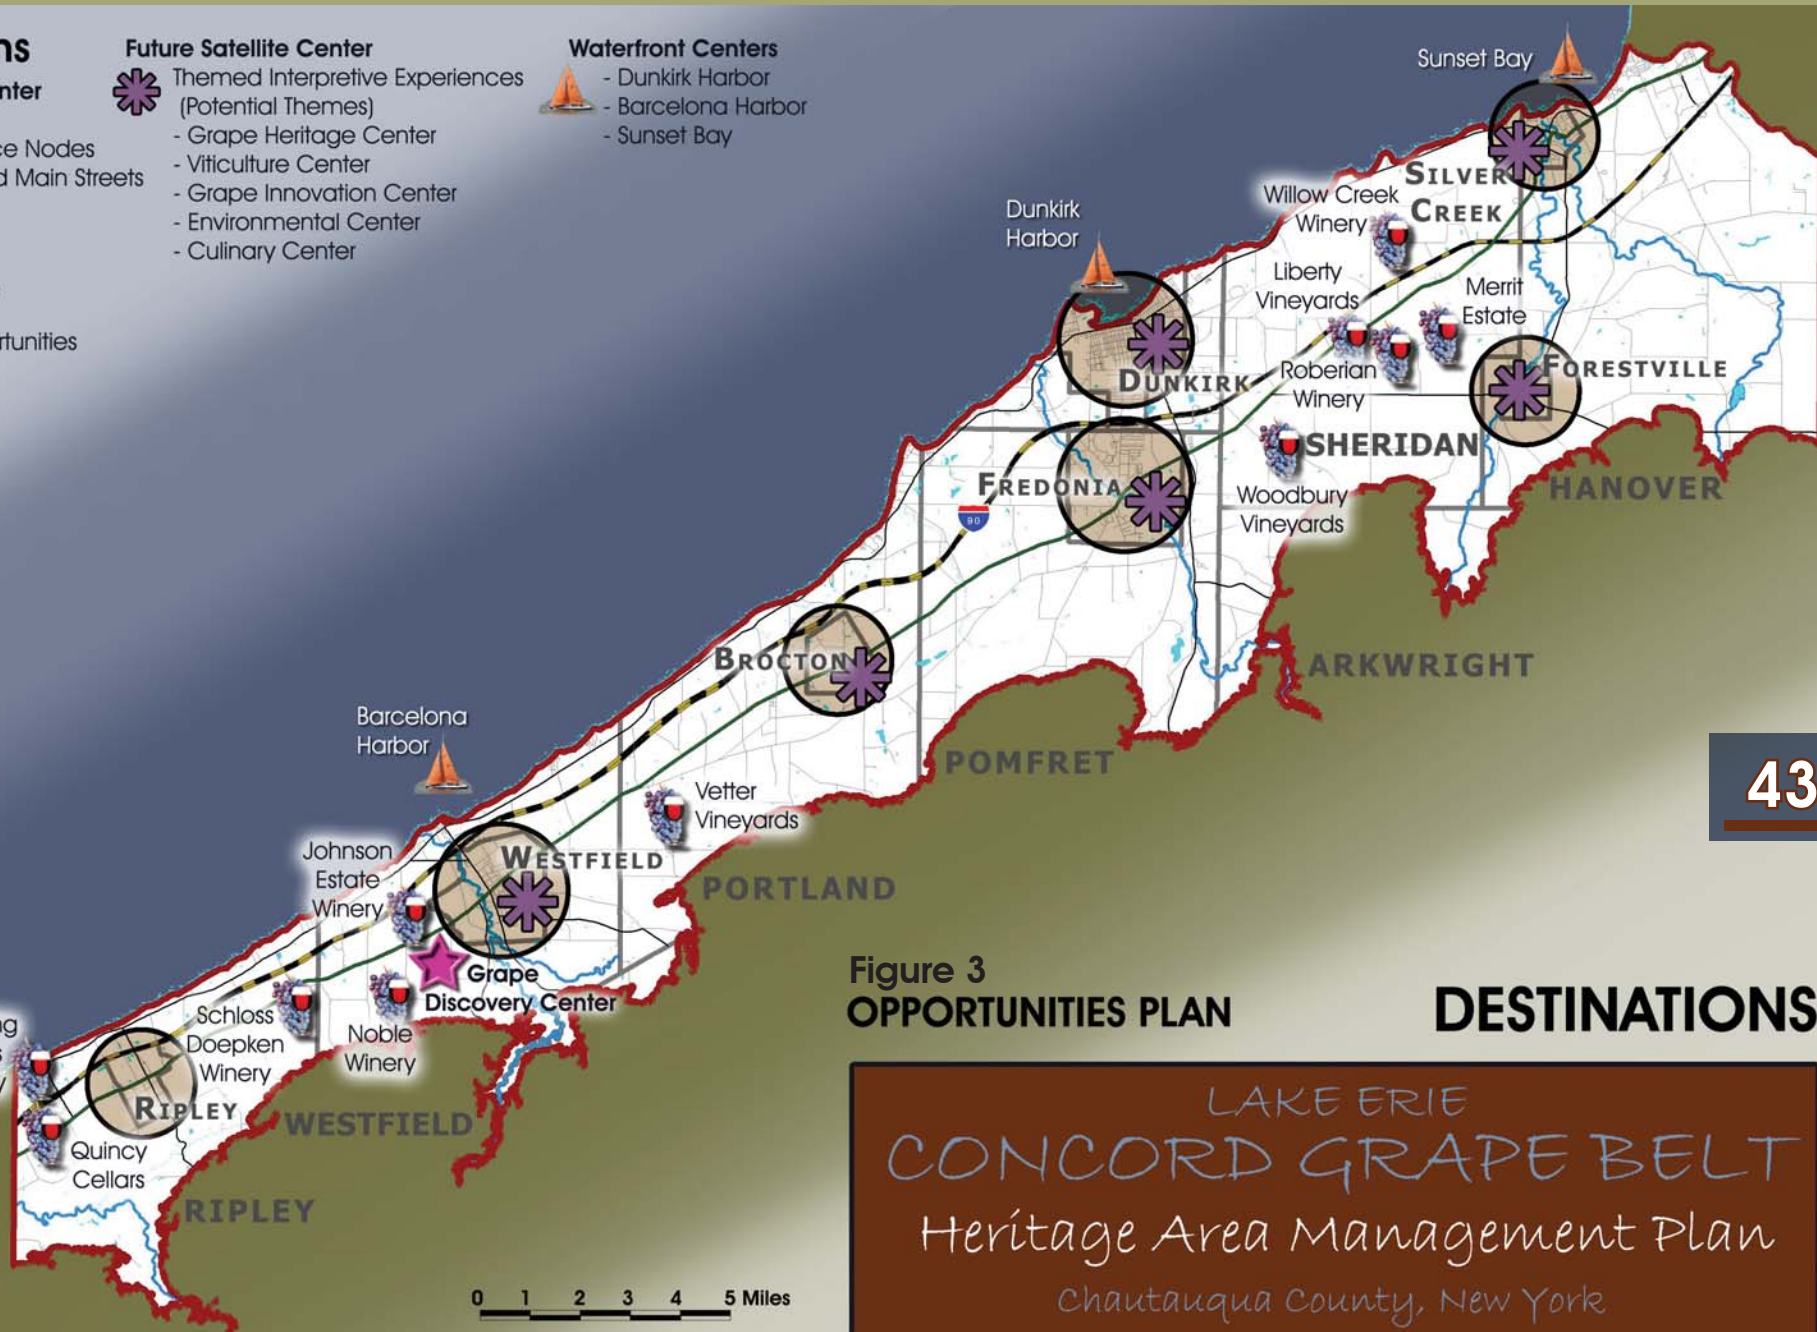 ns
nter
ce Nodes
d Main Streets
rtunities
Future Satellite Center
Themed Interpretive Experiences
(Potential Themes)
- Grape Heritage Center
- Viticulture Center
- Grape Innovation Center
- Environmental Center
- Culinary Center
Waterfront Centers
- Dunkirk Harbor
- Barcelona Harbor
- Sunset Bay
Sunset Bay
SILVER
CREEK
Willow Creek
Winery
Dunkirk
Harbor
Liberty
Vineyards
Merrit
Estate
DUNKIRK
Roberian
Winery
FORESTVILLE
SHERIDAN
FREDONIA
90
Woodbury
Vineyards
HANOVER
BROCTON
ARKWRIGHT
Barcelona
Harbor
POMFRET
43
Vetter
Vineyards
Johnson
Estate
Winery
WESTFIELD
PORTLAND
Grape
Discovery Center
Schloss
Doepken
Winery
Noble
Winery
ng
s
y
RIPLEY
WESTFIELD
Quincy
Cellars
RIPLEY
0 1 2 3 4 5 Miles
Figure 3
OPPORTUNITIES PLAN
DESTINATIONS
LAKE ERIE
CONCORD GRAPE BELT
Heritage Area Management Plan
Chautauqua County, New York